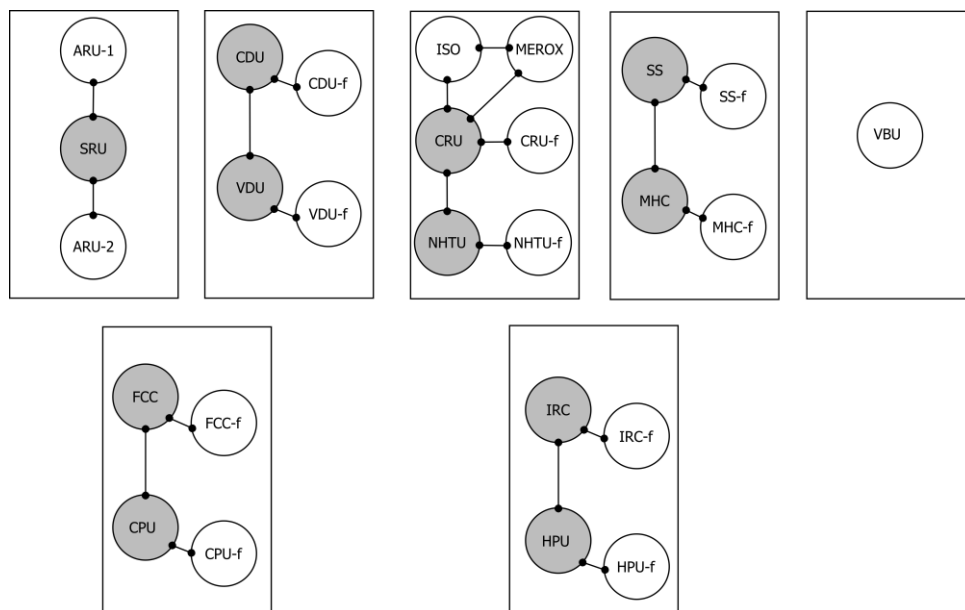 ARU-1
SRU
ARU-2
CDU
CDU-f
VDU
VDU-f
ISO
MEROX
CRU
CRU-f
NHTU
NHTU-f
SS
SS-f
MHC
MHC-f
VBU
FCC
FCC-f
CPU
CPU-f
IRC
IRC-f
HPU
HPU-f